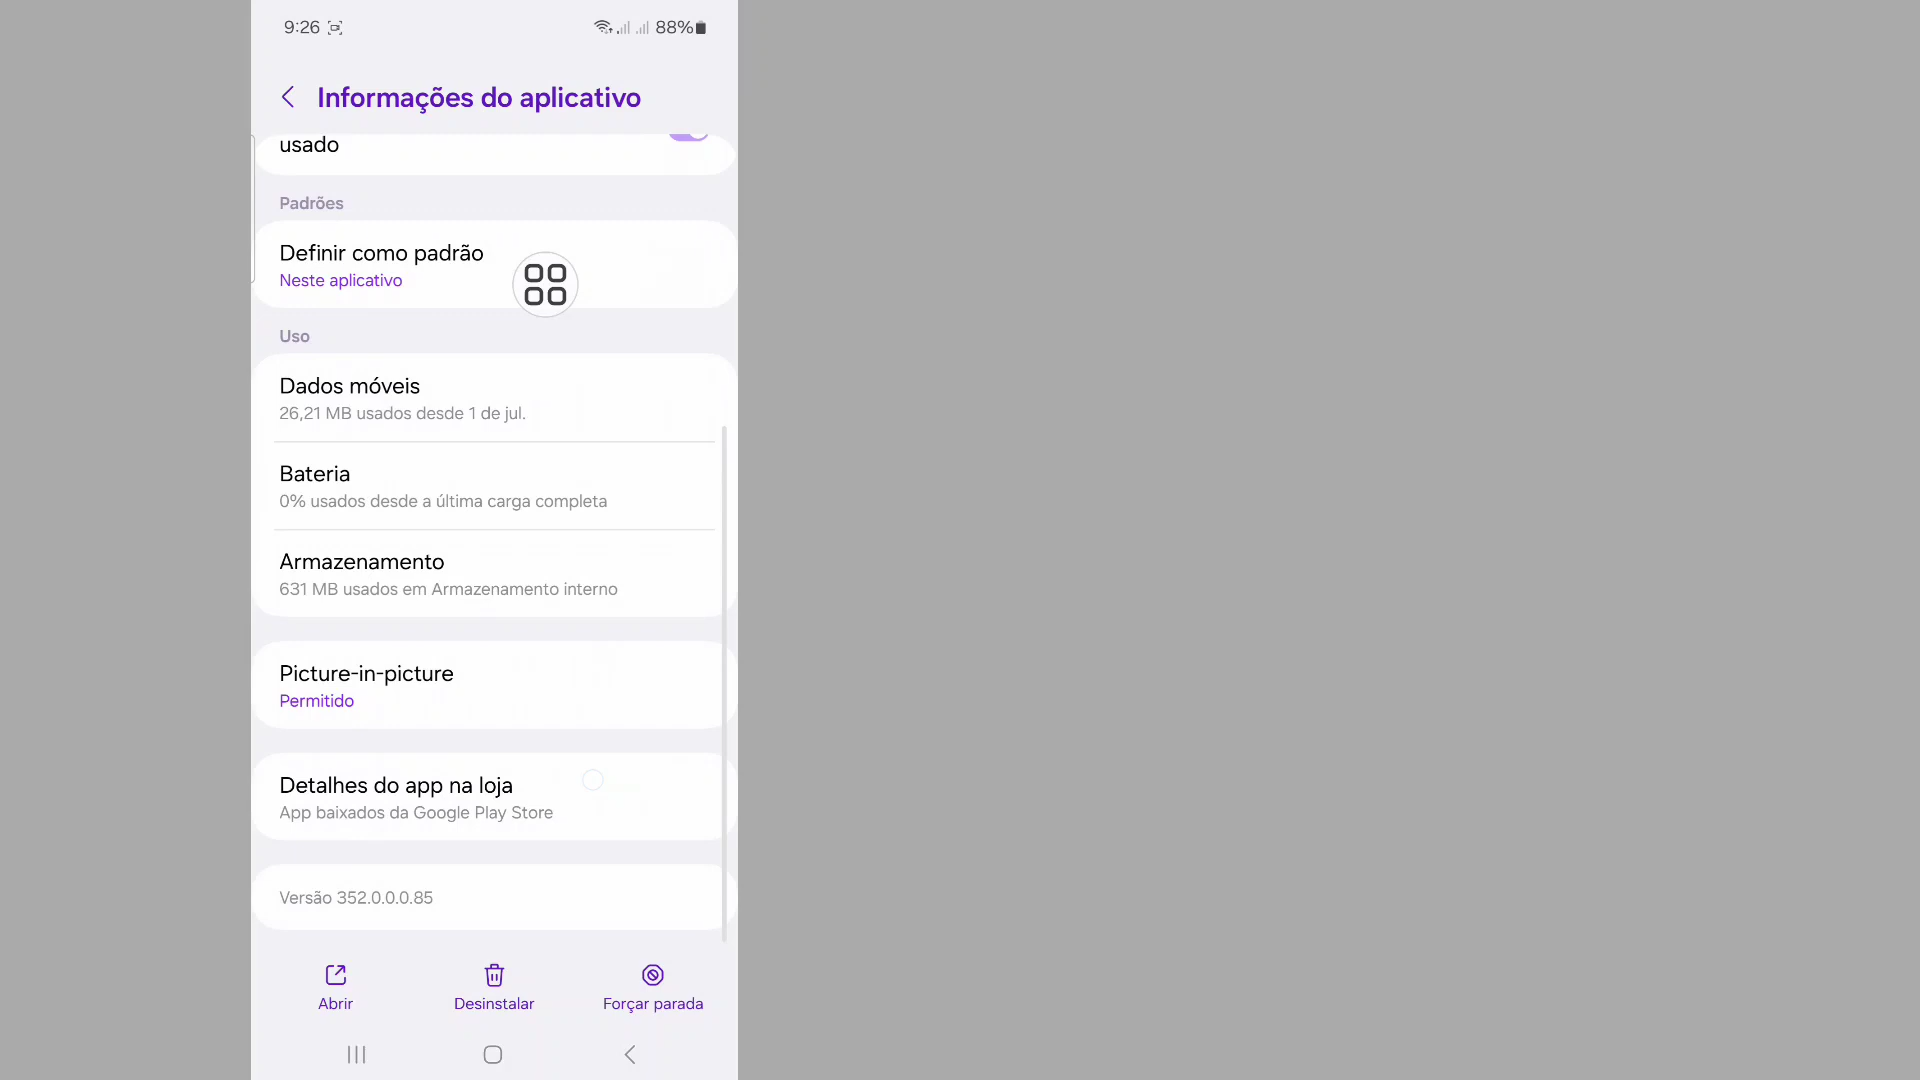 9:26
88%
Informações do aplicativo
usado
Padrões
Definir como padrão
Neste aplicativo
Uso
Dados móveis
26,21 MB usados desde 1 de jul.
Bateria
0% usados desde a última carga completa
Armazenamento
631 MB usados em Armazenamento interno
Picture-in-picture
Permitido
Detalhes do app na loja
App baixados da Google Play Store
Versão 352.0.0.0.85
Abrir
Desinstalar
Forçar parada